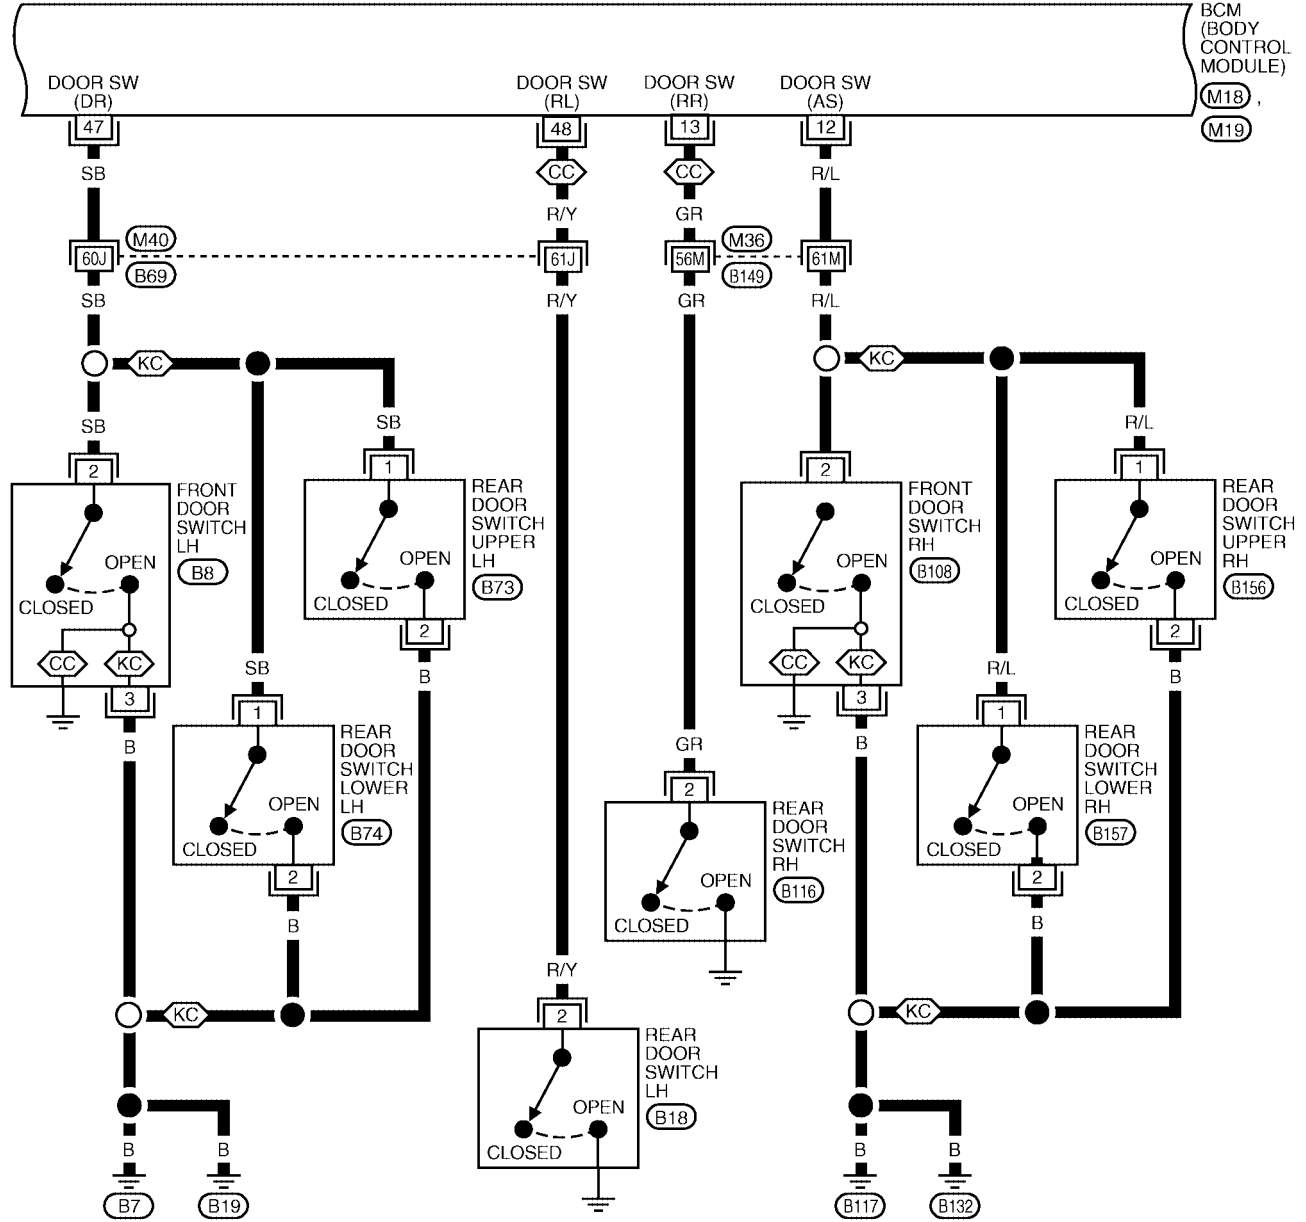 BCM
(BODY
CONTROL
MODULE)
M18 ,
M19
DOOR SW
(DR)
DOOR SW
(RL)
DOOR SW
(RR)
DOOR SW
(AS)
47
48
13
12
CC
CC
SB
R/L
R/Y
GR
M40
M36
60J
61J
56M
61M
B69
B149
SB
R/Y
GR
R/L
KC
KC
SB
SB
R/L
2
1
2
1
FRONT
DOOR
SWITCH
LH
B8
OPEN
CLOSED
CC
KC
3
B
REAR
DOOR
SWITCH
UPPER
LH
B73
OPEN
CLOSED
2
B
FRONT
DOOR
SWITCH
RH
B108
OPEN
CLOSED
CC
KC
3
B
REAR
DOOR
SWITCH
UPPER
RH
B156
OPEN
CLOSED
2
B
SB
1
REAR
DOOR
SWITCH
LOWER
LH
B74
OPEN
CLOSED
2
B
GR
2
REAR
DOOR
SWITCH
RH
B116
OPEN
CLOSED
R/L
1
REAR
DOOR
SWITCH
LOWER
RH
B157
OPEN
CLOSED
2
B
R/Y
2
REAR
DOOR
SWITCH
LH
B18
OPEN
CLOSED
KC
KC
B
B
B
B
B7
B19
B117
B132